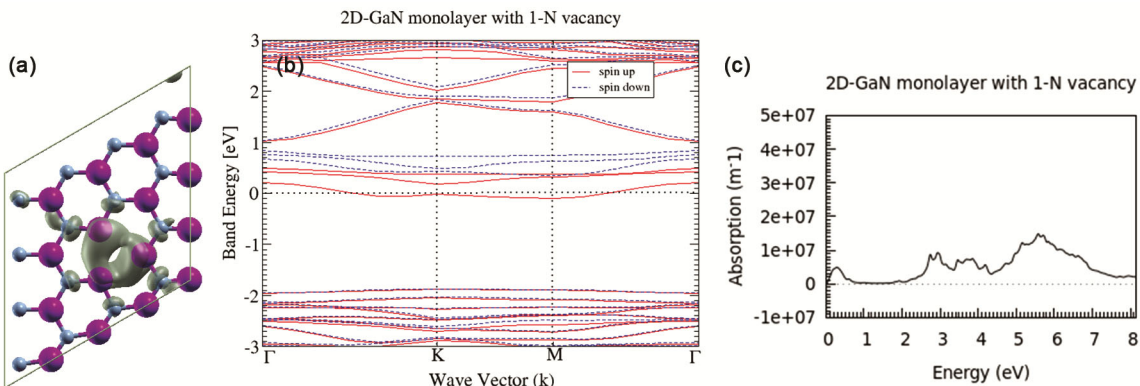 (a)
2D-GaN monolayer with 1-N vacancy
(b)
Band Energy [eV]
3
2
1
0
-1
-2
-3
spin up
spin down
Γ K M Γ
Wave Vector (k)
(c)
2D-GaN monolayer with 1-N vacancy
Absorption (m⁻¹)
5e+07
4e+07
3e+07
2e+07
1e+07
0
-1e+07
0 1 2 3 4 5 6 7 8
Energy (eV)